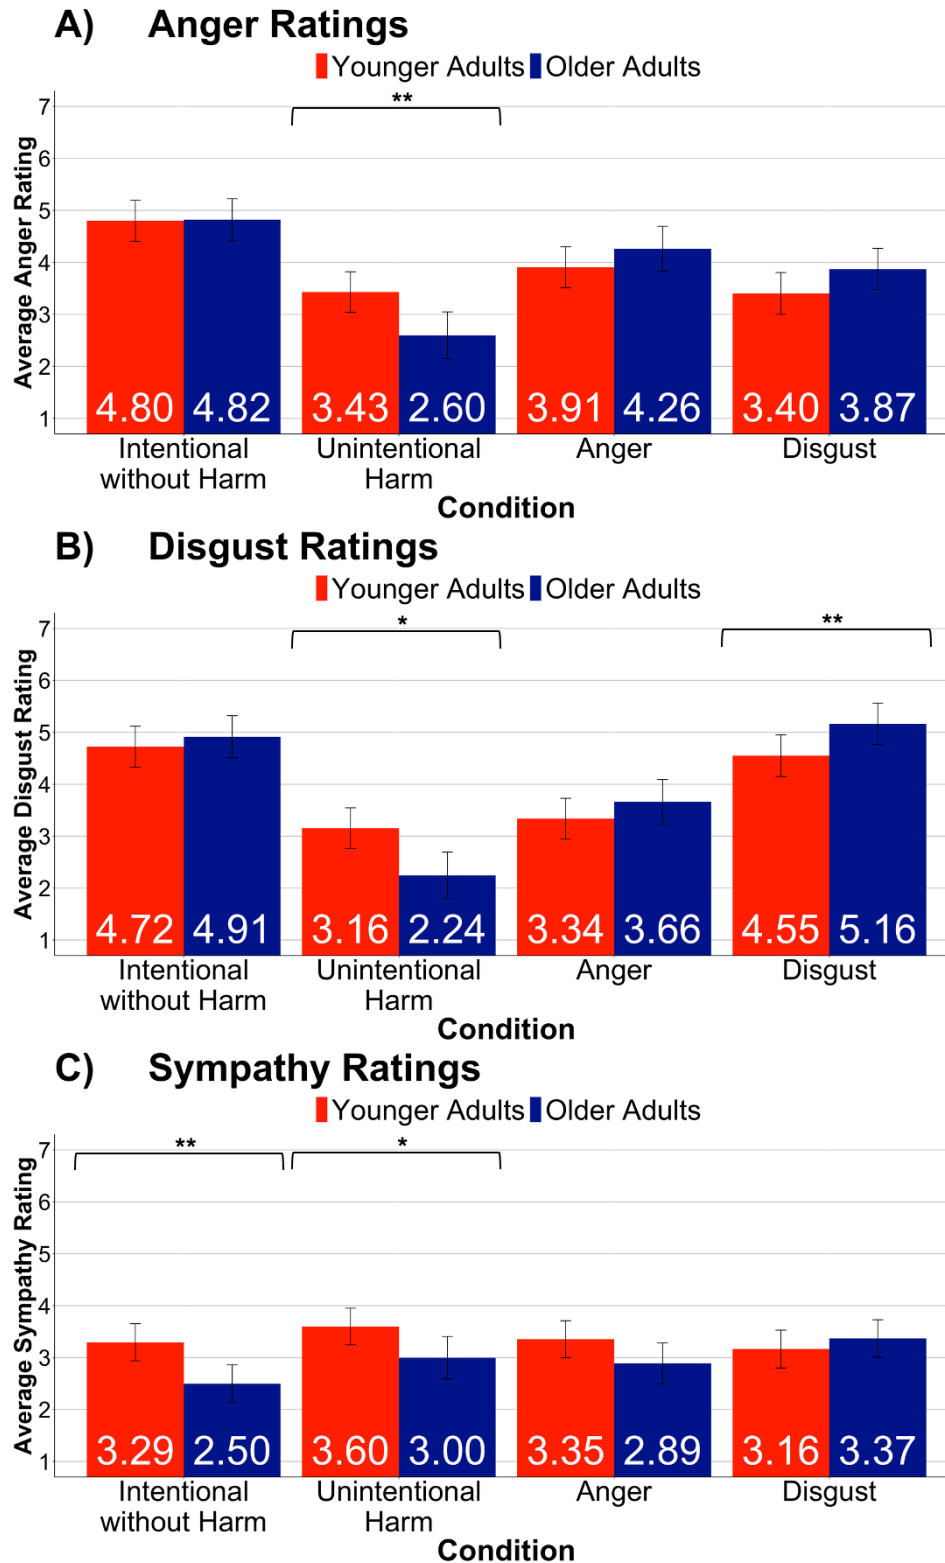 A) Anger Ratings
Younger Adults Older Adults
**
Average Anger Rating
7
6
5
4
3
2
1
4.80 4.82 3.43 2.60 3.91 4.26 3.40 3.87
Intentional without Harm
Unintentional Harm
Anger
Disgust
Condition
B) Disgust Ratings
Younger Adults Older Adults
* **
Average Disgust Rating
7
6
5
4
3
2
1
4.72 4.91 3.16 2.24 3.34 3.66 4.55 5.16
Intentional without Harm
Unintentional Harm
Anger
Disgust
Condition
C) Sympathy Ratings
Younger Adults Older Adults
** *
Average Sympathy Rating
7
6
5
4
3
2
1
3.29 2.50 3.60 3.00 3.35 2.89 3.16 3.37
Intentional without Harm
Unintentional Harm
Anger
Disgust
Condition